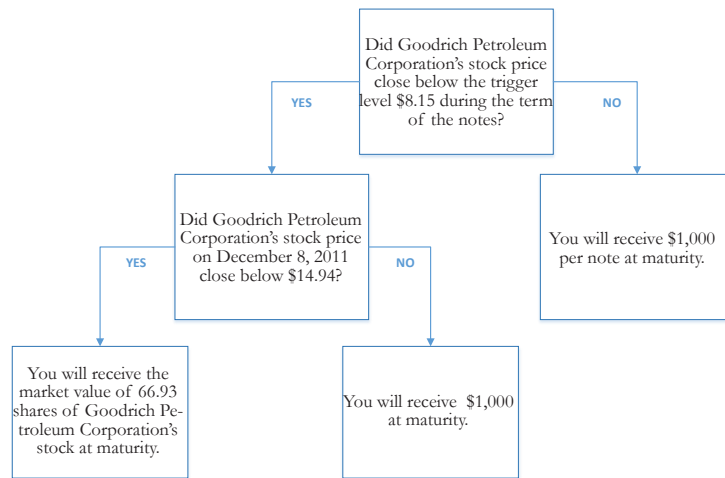 Did Goodrich Petroleum
Corporation's stock price
close below the trigger
level $8.15 during the term
of the notes?
YES
NO
Did Goodrich Petroleum
Corporation's stock price
on December 8, 2011
close below $14.94?
You will receive $1,000
per note at maturity.
YES
NO
You will receive the
market value of 66.93
shares of Goodrich Pe-
troleum Corporation's
stock at maturity.
You will receive $1,000
at maturity.